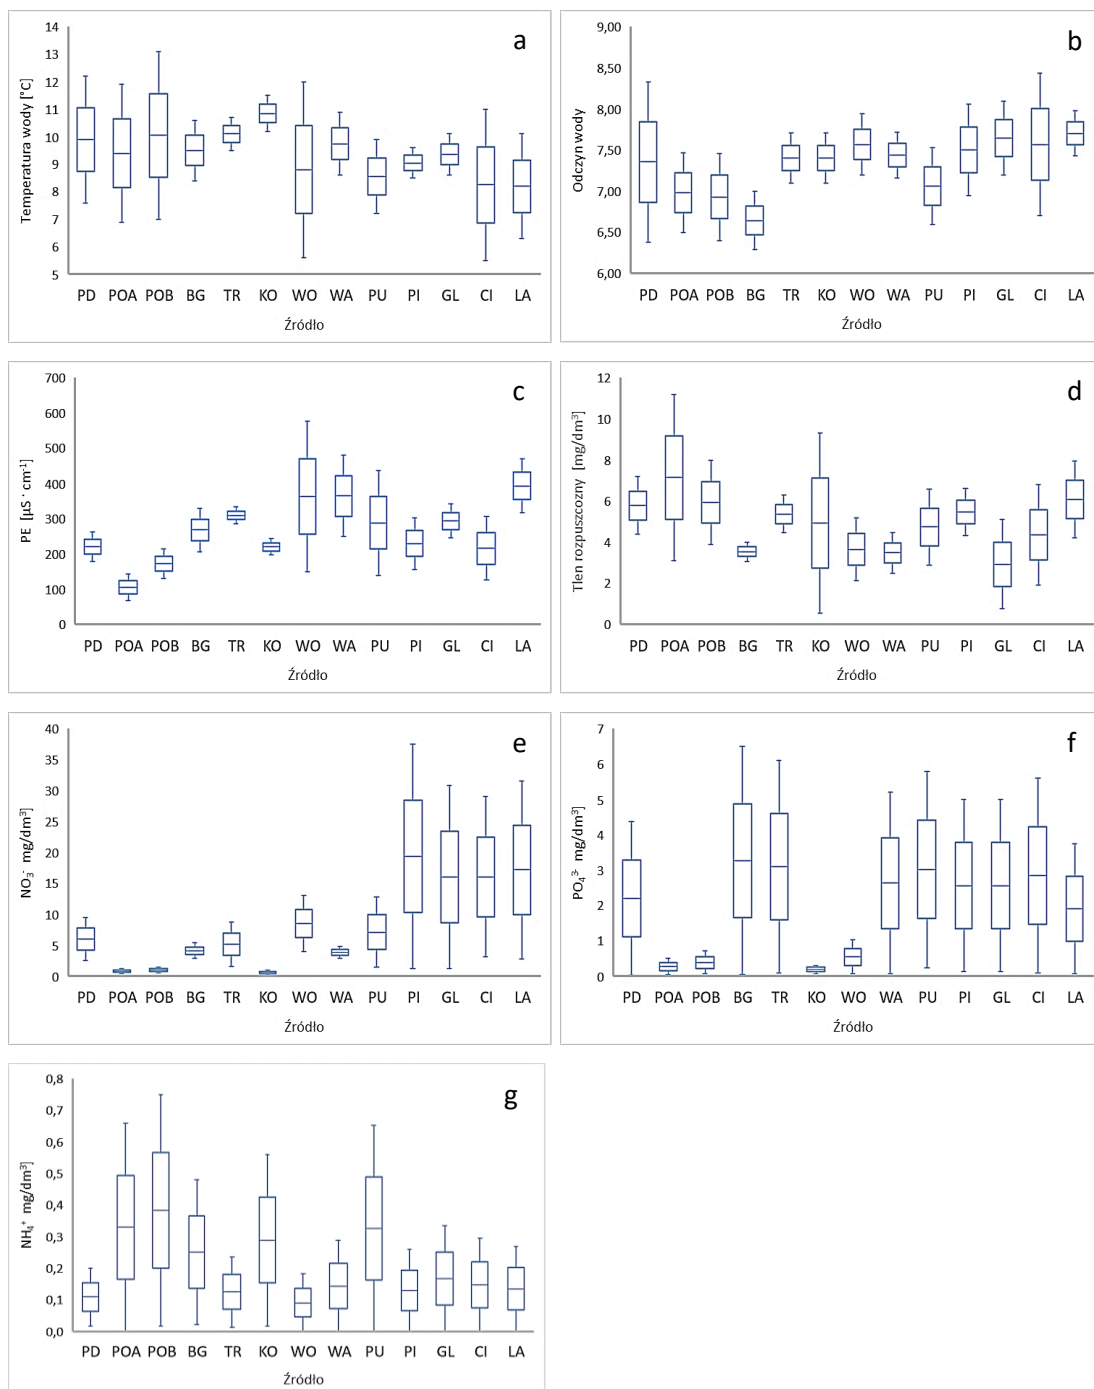 a
Temperatura wody [°C]
14
13
12
11
10
9
8
7
6
5
PD POA POB BG TR KO WO WA PU PI GL CI LA
Źródło
b
Odczyn wody
9,00
8,50
8,00
7,50
7,00
6,50
6,00
PD POA POB BG TR KO WO WA PU PI GL CI LA
Źródło
c
PE [µS · cm⁻¹]
700
600
500
400
300
200
100
0
PD POA POB BG TR KO WO WA PU PI GL CI LA
Źródło
d
Tlen rozpuszcozny [mg/dm³]
12
10
8
6
4
2
0
PD POA POB BG TR KO WO WA PU PI GL CI LA
Źródło
e
NO₃⁻ mg/dm³]
40
35
30
25
20
15
10
5
0
PD POA POB BG TR KO WO WA PU PI GL CI LA
Źródło
f
PO₄³⁻ mg/dm³]
7
6
5
4
3
2
1
0
PD POA POB BG TR KO WO WA PU PI GL CI LA
Źródło
g
NH₄⁺ mg/dm³]
0,8
0,7
0,6
0,5
0,4
0,3
0,2
0,1
0,0
PD POA POB BG TR KO WO WA PU PI GL CI LA
Źródło